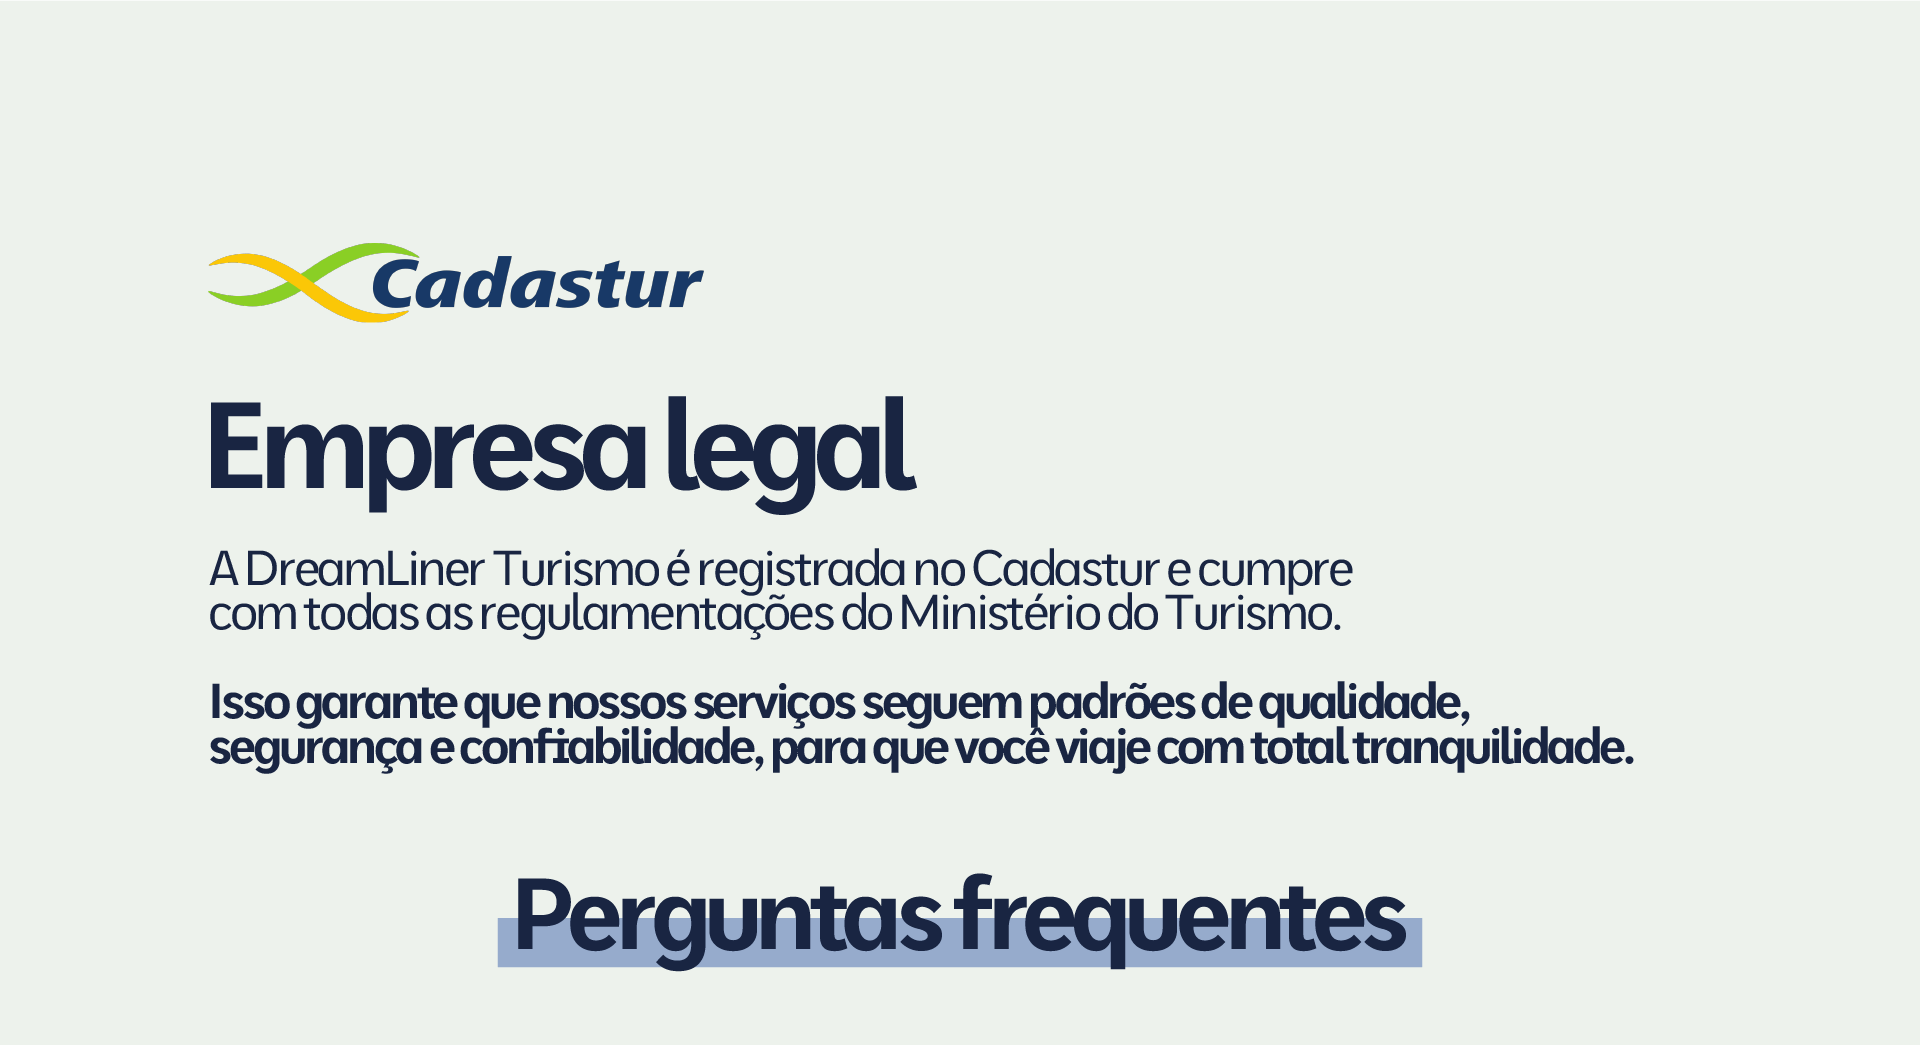 Cadastur
Empresa legal
A DreamLiner Turismo é registrada no Cadastur e cumpre
com todas as regulamentações do Ministério do Turismo.
Isso garante que nossos serviços seguem padrões de qualidade,
segurança e confiabilidade, para que você viaje com total tranquilidade.
Perguntas frequentes